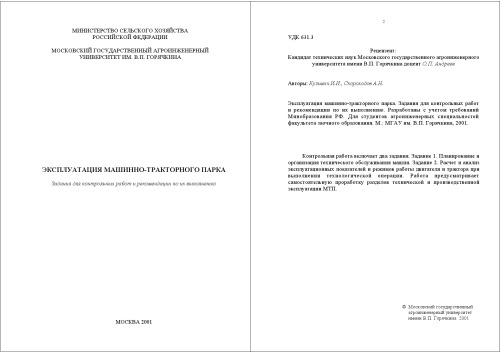 МИНИСТЕРСТВО СЕЛЬСКОГО ХОЗЯЙСТВА
РОССИЙСКОЙ ФЕДЕРАЦИИ
МОСКОВСКИЙ ГОСУДАРСТВЕННЫЙ АГРОИНЖЕНЕРНЫЙ
УНИВЕРСИТЕТ ИМ. В.П. ГОРЯЧКИНА
ЭКСПЛУАТАЦИЯ МАШИННО-ТРАКТОРНОГО ПАРКА
Задания для контрольных работ и рекомендации по их выполнению
МОСКВА 2001
2
УДК 631.3
Рецензент:
Кандидат технических наук Московского государственного агроинженерного
университета имени В.П. Горячкина доцент О.П. Андреев
Авторы: Кузьмин И.И., Скороходов А.Н.
Эксплуатация машинно-тракторного парка. Задания для контрольных работ
и рекомендации по их выполнению. Разработаны с учетом требований
Минобразования РФ. Для студентов агроинженерных специальностей
факультета заочного образования. М.: МГАУ им. В.П. Горячкина, 2001.
Контрольная работа включает два задания. Задание 1. Планирование и
организация технического обслуживания машин. Задание 2. Расчет и анализ
эксплуатационных показателей и режимов работы двигателя и трактора при
выполнении технологической операции. Работа предусматривает
самостоятельную проработку разделов технической и производственной
эксплуатации МТП.
© Московский государственный
агроинженерный университет
имени В.П. Горячкина. 2001